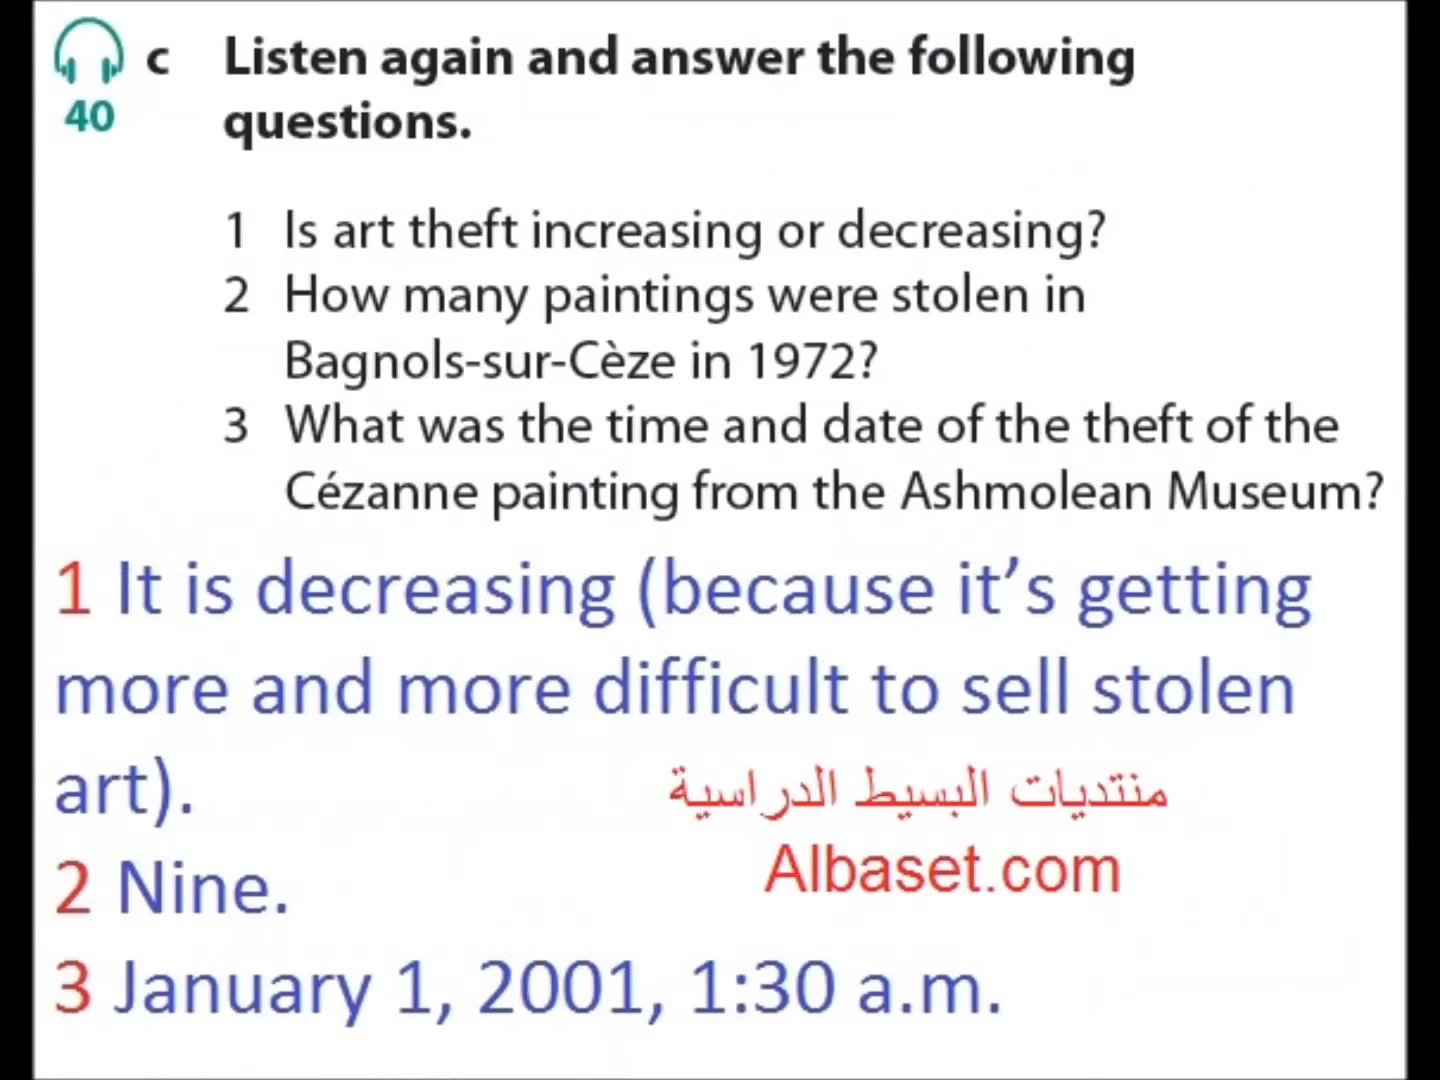 c Listen again and answer the following
questions.
40
1 Is art theft increasing or decreasing?
2 How many paintings were stolen in
Bagnols-sur-Cèze in 1972?
3 What was the time and date of the theft of the
Cézanne painting from the Ashmolean Museum?
1 It is decreasing (because it’s getting
more and more difficult to sell stolen
art).
منتديات البسيط الدراسية
Albaset.com
2 Nine.
3 January 1, 2001, 1:30 a.m.